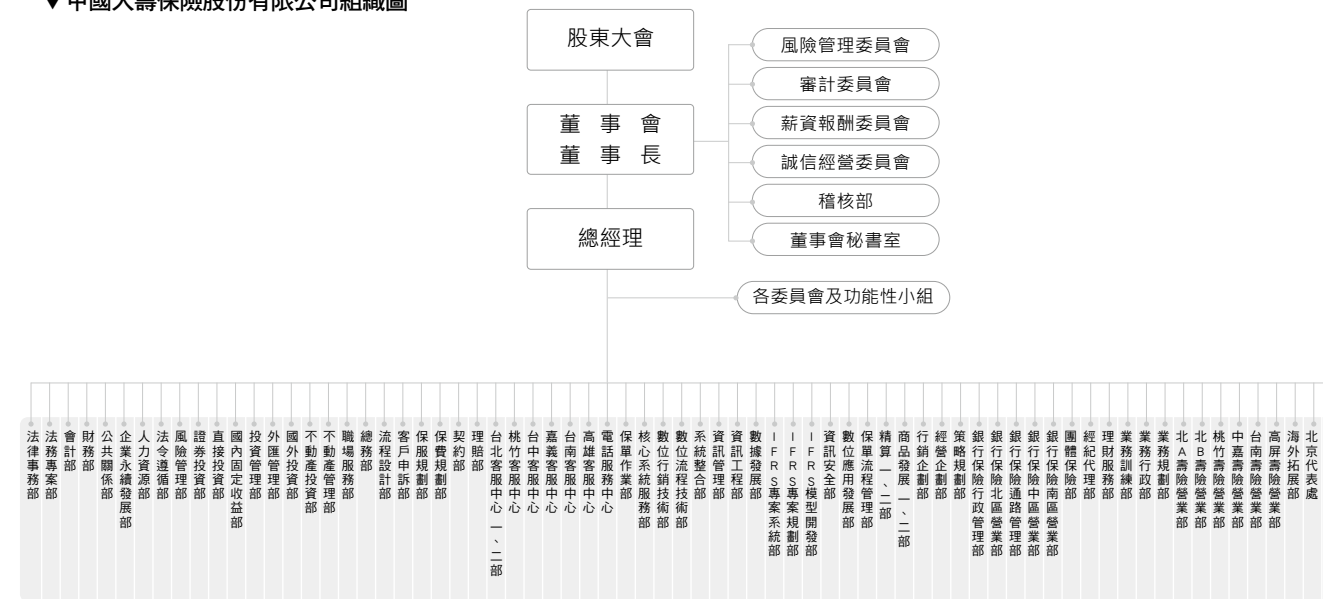 ▼ 中國人壽保險股份有限公司組織圖
股東大會
董事會
董事長
總經理
風險管理委員會
審計委員會
薪資報酬委員會
誠信經營委員會
稽核部
董事會秘書室
各委員會及功能性小組
法律事務部
法務專案部
會計部
財務部
公共關係部
企業永續發展部
人力資源部
法令遵循部
風險管理部
證券投資部
直接投資部
國內固定收益部
投資管理部
外匯管理部
國外投資部
不動產投資部
不動產管理部
職場服務部
總務部
流程設計部
客戶申訴部
保服規劃部
保費規劃部
契約部
理賠部
台北客服中心 一、二部
桃竹客服中心
台中客服中心
嘉義客服中心
台南客服中心
高雄客服中心
電話服務中心
保單作業部
核心系統服務部
數位行銷技術部
數位流程技術部
系統整合部
資訊管理部
資訊工程部
數據發展部
IFRS專案系統部
IFRS專案規劃部
IFRS模型開發部
資訊安全部
數位應用發展部
保單流程管理部
精算 一、二部
商品發展 一、二部
行銷企劃部
經營企劃部
策略規劃部
銀行保險行政管理部
銀行保險北區營業部
銀行保險通路管理部
銀行保險中區營業部
銀行保險南區營業部
團體保險部
經紀代理部
理財服務部
業務訓練部
業務行政部
業務規劃部
北A壽險營業部
北B壽險營業部
桃竹壽險營業部
中嘉壽險營業部
台南壽險營業部
高屏壽險營業部
海外拓展部
北京代表處